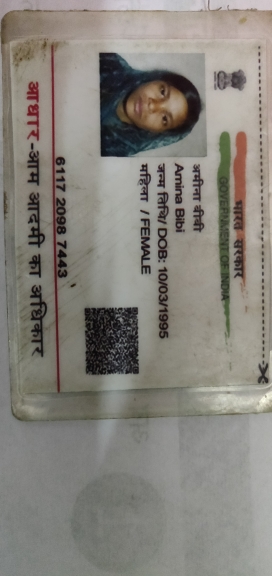 भारत सरकार
GOVERNMENT OF INDIA
अमीना बीबी
Amina Bibi
जन्म तिथि/ DOB: 10/03/1995
महिला / FEMALE
6117 2098 7443
आधार-आम आदमी का अधिकार